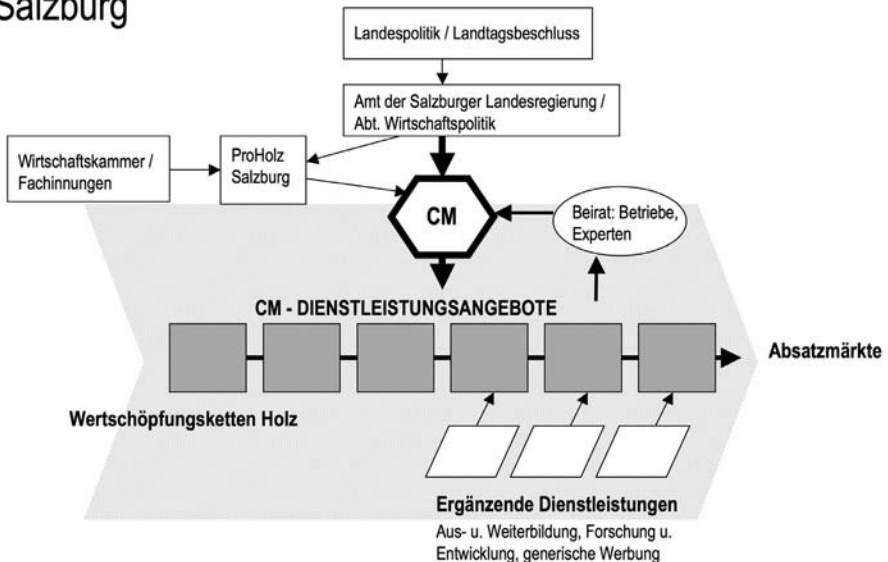 Salzburg
Landespolitik / Landtagsbeschluss
Amt der Salzburger Landesregierung /
Abt. Wirtschaftspolitik
Wirtschaftskammer /
Fachinnungen
ProHolz
Salzburg
CM
Beirat: Betriebe,
Experten
CM - DIENSTLEISTUNGSANGEBOTE
Absatzmärkte
Wertschöpfungsketten Holz
Ergänzende Dienstleistungen
Aus- u. Weiterbildung, Forschung u.
Entwicklung, generische Werbung